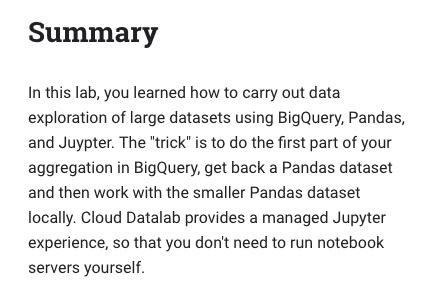 Summary
In this lab, you learned how to carry out data
exploration of large datasets using BigQuery, Pandas,
and Juypter. The "trick" is to do the first part of your
aggregation in BigQuery, get back a Pandas dataset
and then work with the smaller Pandas dataset
locally. Cloud Datalab provides a managed Jupyter
experience, so that you don't need to run notebook
servers yourself.